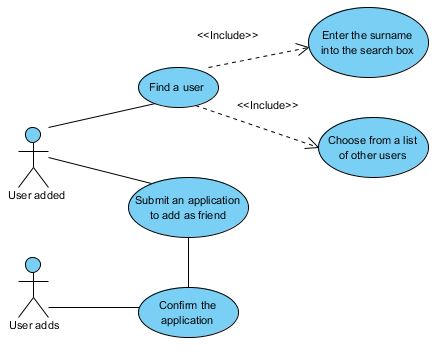 <<Include>>
Enter the surname
into the search box
Find a user
<<Include>>
Choose from a list
of other users
User added
Submit an application
to add as friend
User adds
Confirm the
application